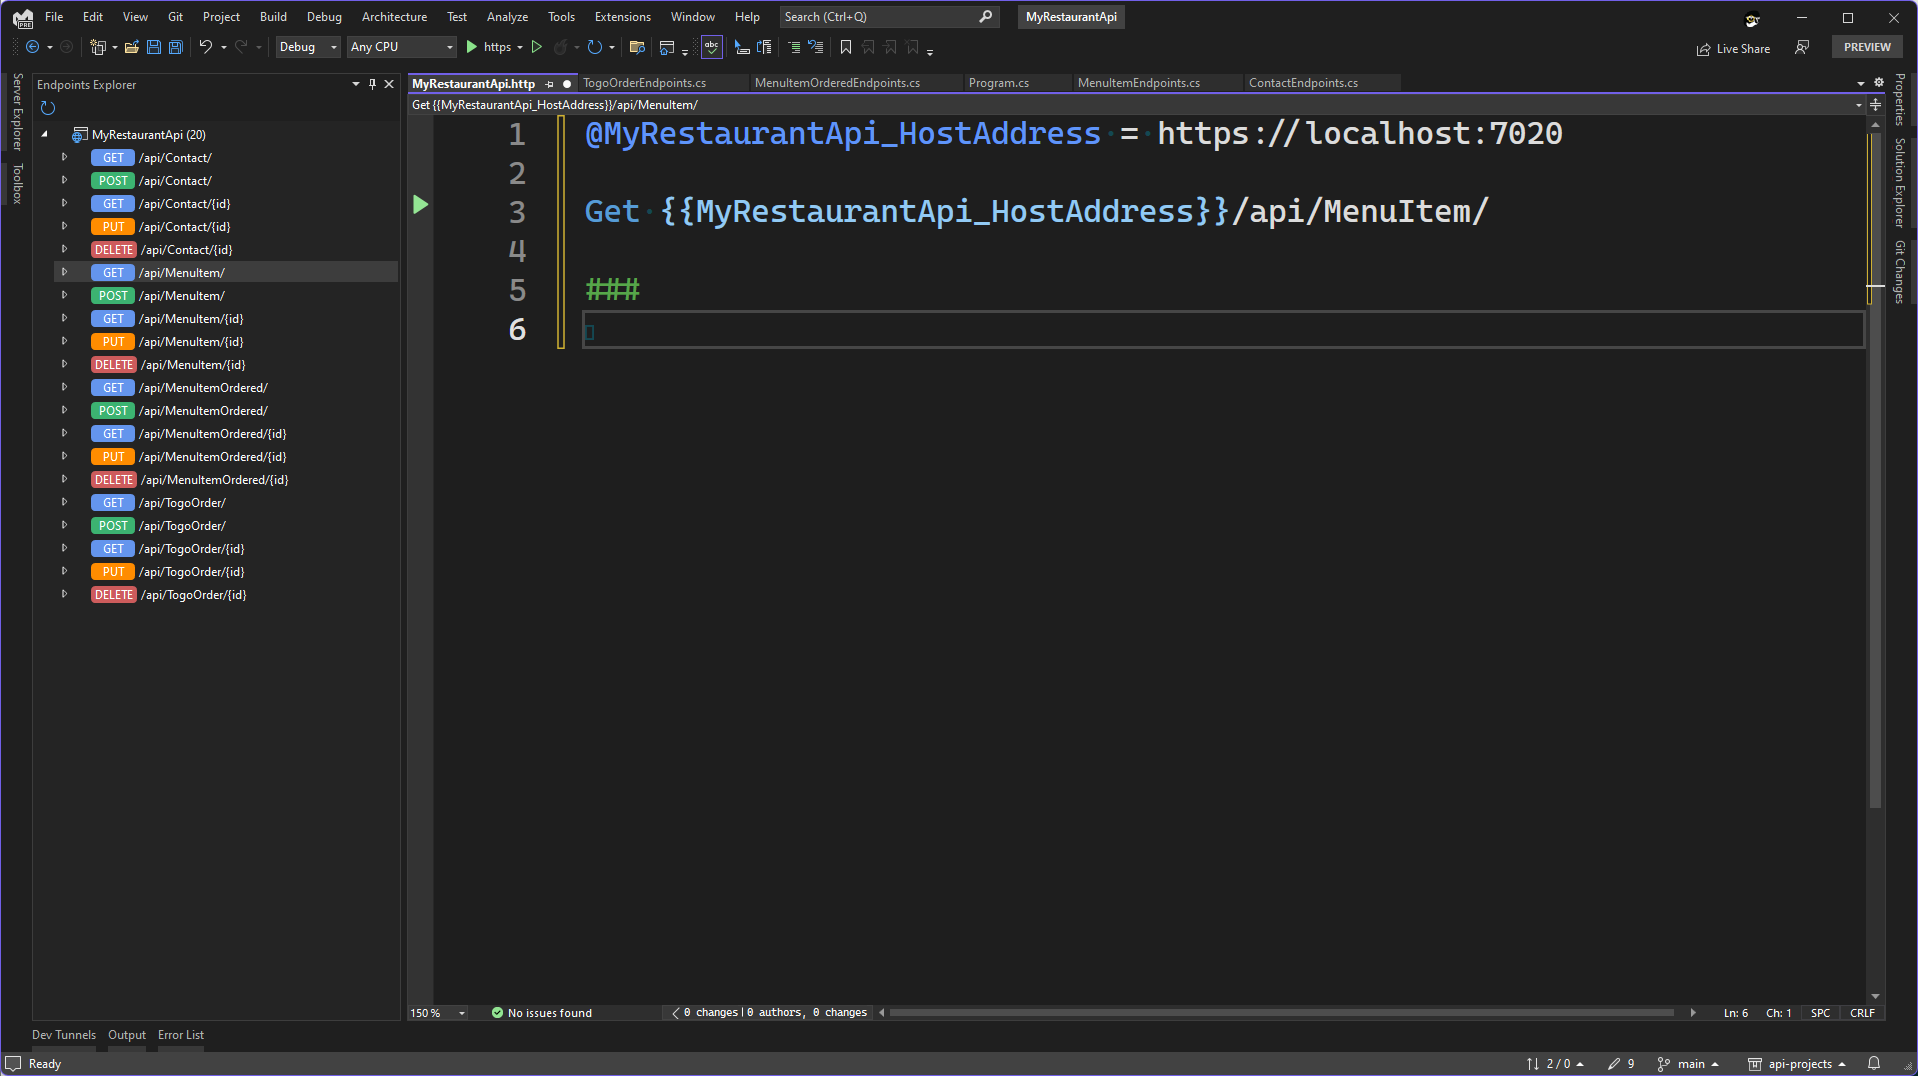 File Edit View Git Project Build Debug Architecture Test Analyze Tools Extensions Window Help Search (Ctrl+Q) MyRestaurantApi
PRE
Debug Any CPU https abc Live Share PREVIEW
Server Explorer
Toolbox
Endpoints Explorer
MyRestaurantApi (20)
GET /api/Contact/
POST /api/Contact/
GET /api/Contact/{id}
PUT /api/Contact/{id}
DELETE /api/Contact/{id}
GET /api/MenuItem/
POST /api/MenuItem/
GET /api/MenuItem/{id}
PUT /api/MenuItem/{id}
DELETE /api/MenuItem/{id}
GET /api/MenuItemOrdered/
POST /api/MenuItemOrdered/
GET /api/MenuItemOrdered/{id}
PUT /api/MenuItemOrdered/{id}
DELETE /api/MenuItemOrdered/{id}
GET /api/TogoOrder/
POST /api/TogoOrder/
GET /api/TogoOrder/{id}
PUT /api/TogoOrder/{id}
DELETE /api/TogoOrder/{id}
MyRestaurantApi.http TogoOrderEndpoints.cs MenuItemOrderedEndpoints.cs Program.cs MenuItemEndpoints.cs ContactEndpoints.cs
Get {{MyRestaurantApi_HostAddress}}/api/MenuItem/
1 @MyRestaurantApi_HostAddress = https://localhost:7020
2
3 Get {{MyRestaurantApi_HostAddress}}/api/MenuItem/
4
5 ###
6
Properties
Solution Explorer
Git Changes
150 % No issues found 0 changes | 0 authors, 0 changes Ln: 6 Ch: 1 SPC CRLF
Dev Tunnels Output Error List
Ready 2 / 0 9 main api-projects